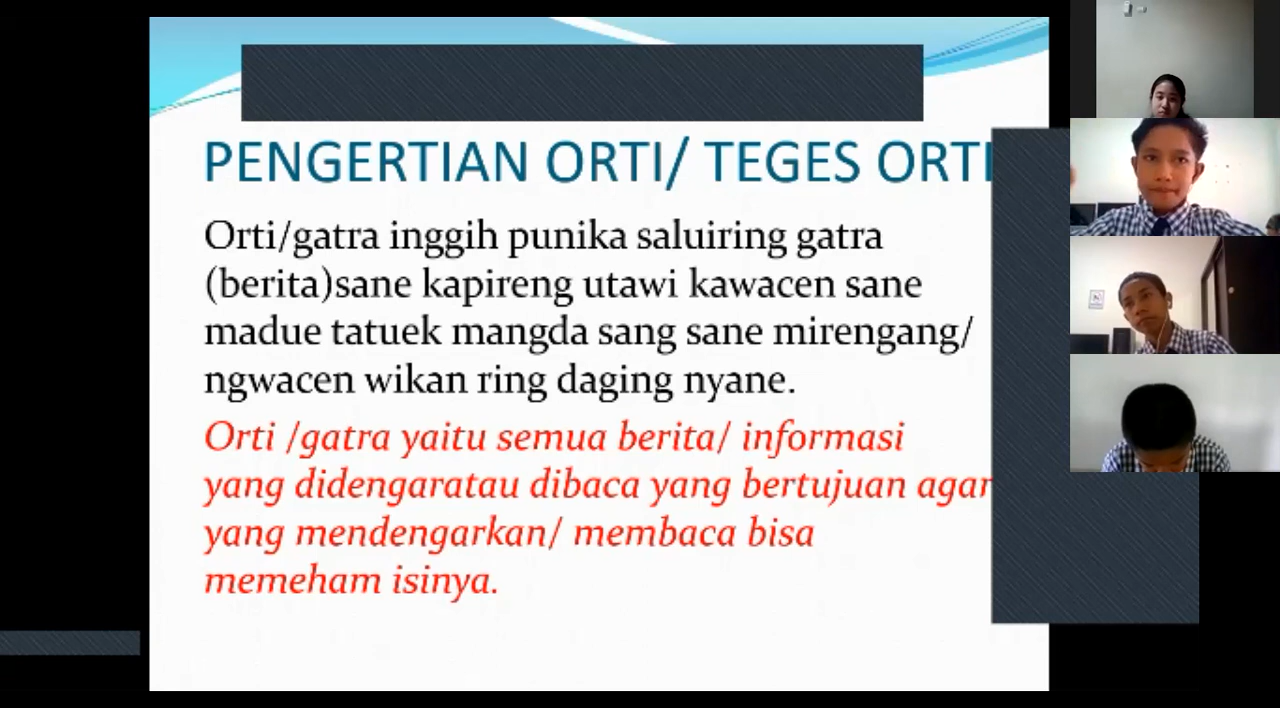 PENGERTIAN ORTI/ TEGES ORTI
Orti/gatra inggih punika saluiring gatra
(berita)sane kapireng utawi kawacen sane
madue tatuek mangda sang sane mirengang/
ngwacen wikan ring daging nyane.
Orti /gatra yaitu semua berita/ informasi
yang didengaratau dibaca yang bertujuan agar
yang mendengarkan/ membaca bisa
memeham isinya.